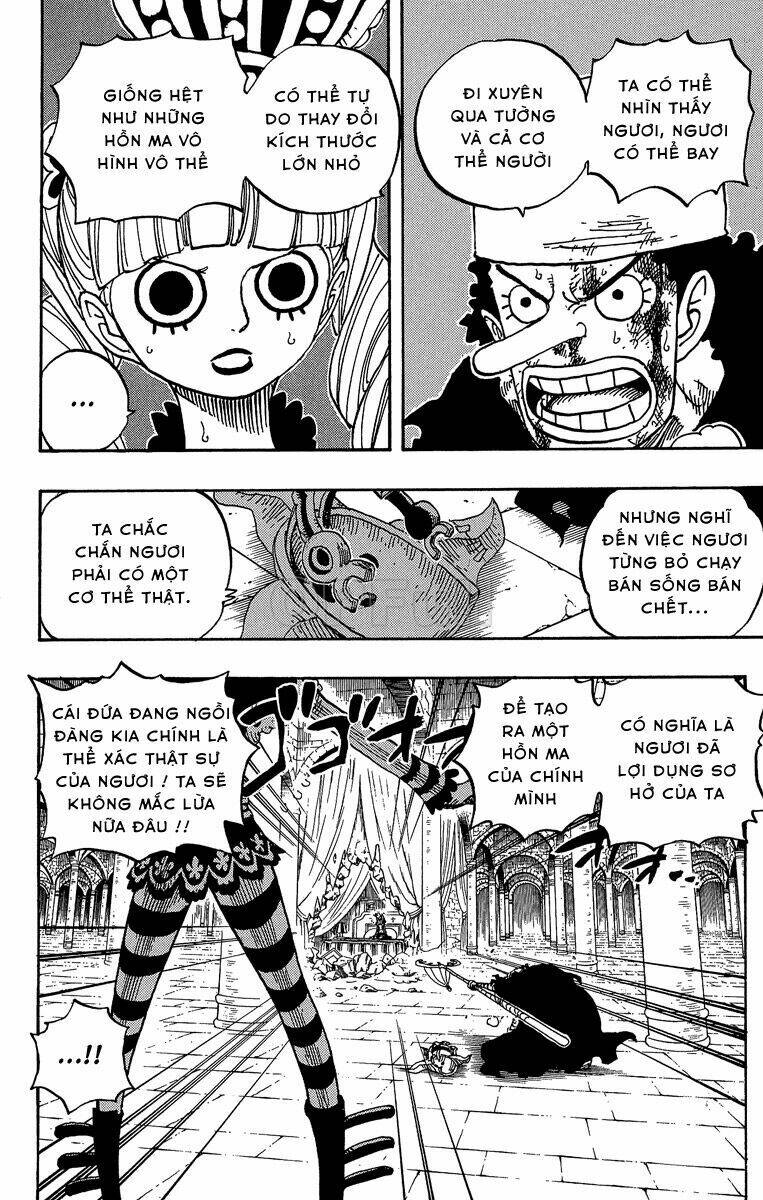 TA CÓ THỂ
NHÌN THẤY
NGƯƠI, NGƯƠI
CÓ THỂ BAY
ĐI XUYÊN
QUA TƯỜNG
VÀ CẢ CƠ
THỂ NGƯỜI
CÓ THỂ TỰ
DO THAY ĐỔI
KÍCH THƯỚC
LỚN NHỎ
GIỐNG HỆT
NHƯ NHỮNG
HỒN MA VÔ
HÌNH VÔ THỂ
...
NHƯNG NGHĨ
ĐẾN VIỆC NGƯƠI
TỪNG BỎ CHẠY
BÁN SỐNG BÁN
CHẾT...
TA CHẮC
CHẮN NGƯƠI
PHẢI CÓ MỘT
CƠ THỂ THẬT.
CÓ NGHĨA LÀ
NGƯƠI ĐÃ
LỢI DỤNG SƠ
HỞ CỦA TA
ĐỂ TẠO
RA MỘT
HỒN MA
CỦA CHÍNH
MÌNH
CÁI ĐỨA ĐANG NGỒI
ĐẰNG KIA CHÍNH LÀ
THỂ XÁC THẬT SỰ
CỦA NGƯƠI ! TA SẼ
KHÔNG MẮC LỪA
NỮA ĐÂU !!
ゴゴオオ...
...!!